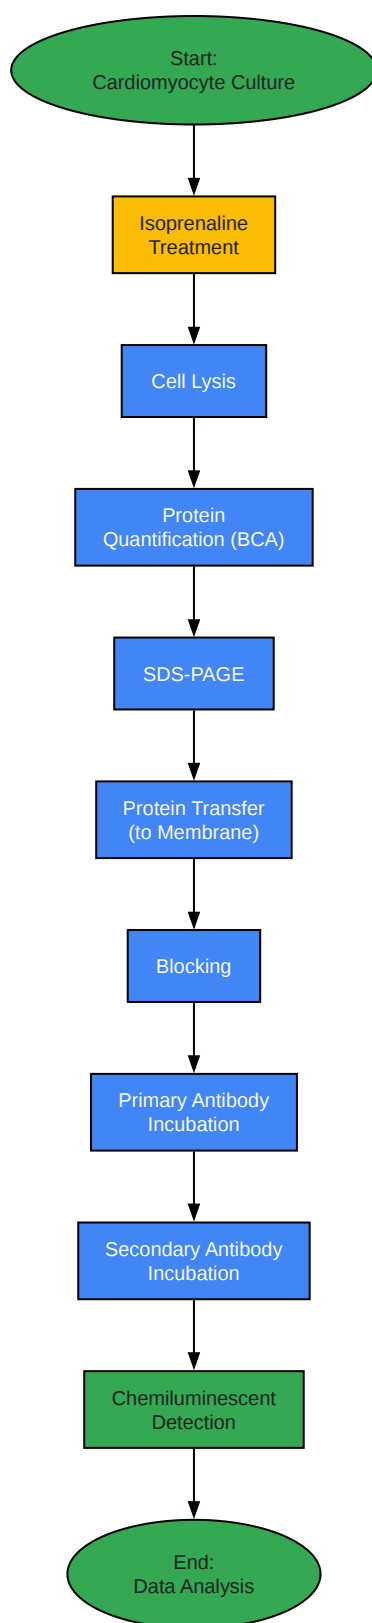 Start:
Cardiomyocyte Culture
Isoprenaline
Treatment
Cell Lysis
Protein
Quantification (BCA)
SDS-PAGE
Protein Transfer
(to Membrane)
Blocking
Primary Antibody
Incubation
Secondary Antibody
Incubation
Chemiluminescent
Detection
End:
Data Analysis